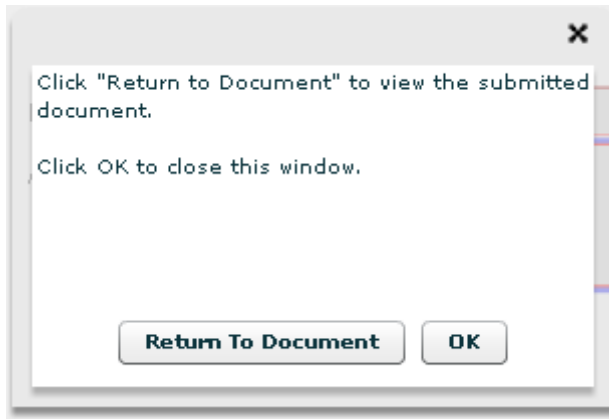 Click "Return to Document" to view the submitted
document.
Click OK to close this window.
Return To Document
OK